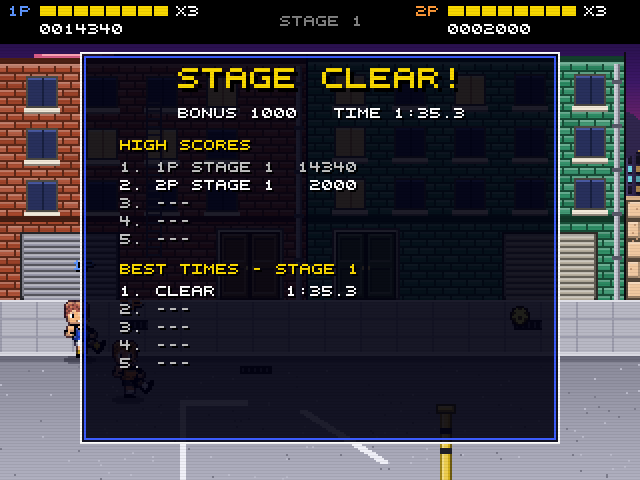 1P X3 STAGE 1 2P X3
0014340 0002000
STAGE CLEAR!
BONUS 1000 TIME 1:35.3
HIGH SCORES
1. 1P STAGE 1 14340
2. 2P STAGE 1 2000
3. ---
4. ---
5. ---
BEST TIMES - STAGE 1
1. CLEAR 1:35.3
2. ---
3. ---
4. ---
5. ---